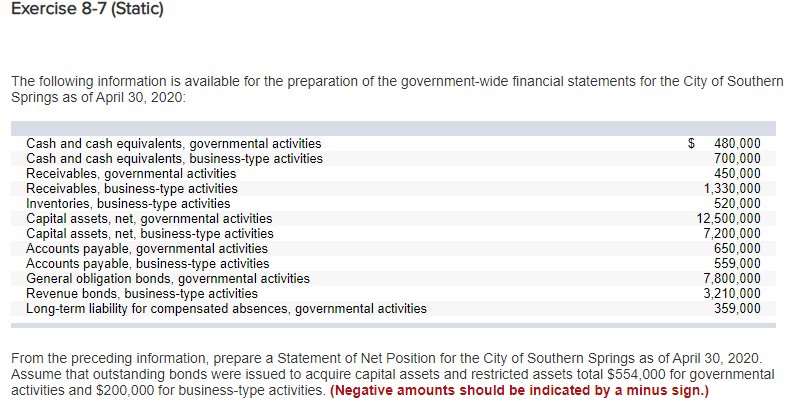 Exercise 8-7 (Static)
The following information is available for the preparation of the government-wide financial statements for the City of Southern
Springs as of April 30, 2020:
Cash and cash equivalents, governmental activities $ 480,000
Cash and cash equivalents, business-type activities 700,000
Receivables, governmental activities 450,000
Receivables, business-type activities 1,330,000
Inventories, business-type activities 520,000
Capital assets, net, governmental activities 12,500,000
Capital assets, net, business-type activities 7,200,000
Accounts payable, governmental activities 650,000
Accounts payable, business-type activities 559,000
General obligation bonds, governmental activities 7,800,000
Revenue bonds, business-type activities 3,210,000
Long-term liability for compensated absences, governmental activities 359,000
From the preceding information, prepare a Statement of Net Position for the City of Southern Springs as of April 30, 2020.
Assume that outstanding bonds were issued to acquire capital assets and restricted assets total $554,000 for governmental
activities and $200,000 for business-type activities. (Negative amounts should be indicated by a minus sign.)